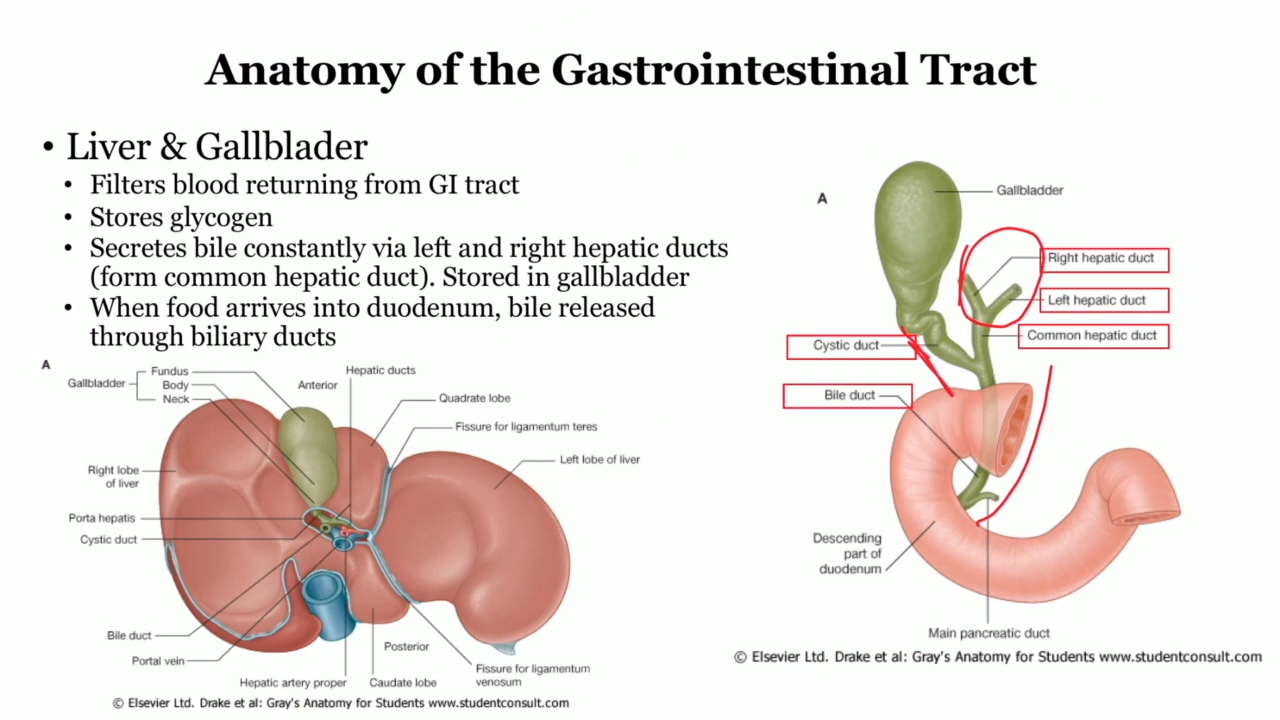 Anatomy of the Gastrointestinal Tract
• Liver & Gallblader
• Filters blood returning from GI tract
• Stores glycogen
• Secretes bile constantly via left and right hepatic ducts
(form common hepatic duct). Stored in gallbladder
• When food arrives into duodenum, bile released
through biliary ducts
A
Gallbladder
Fundus
Body
Neck
Anterior
Hepatic ducts
Quadrate lobe
Fissure for ligamentum teres
Left lobe of liver
Right lobe
of liver
Porta hepatis
Cystic duct
Bile duct
Portal vein
Hepatic artery proper
Caudate lobe
Posterior
Fissure for ligamentum
venosum
© Elsevier Ltd. Drake et al: Gray's Anatomy for Students www.studentconsult.com
A
Gallbladder
Right hepatic duct
Left hepatic duct
Common hepatic duct
Cystic duct
Bile duct
Descending
part of
duodenum
Main pancreatic duct
© Elsevier Ltd. Drake et al: Gray's Anatomy for Students www.studentconsult.com